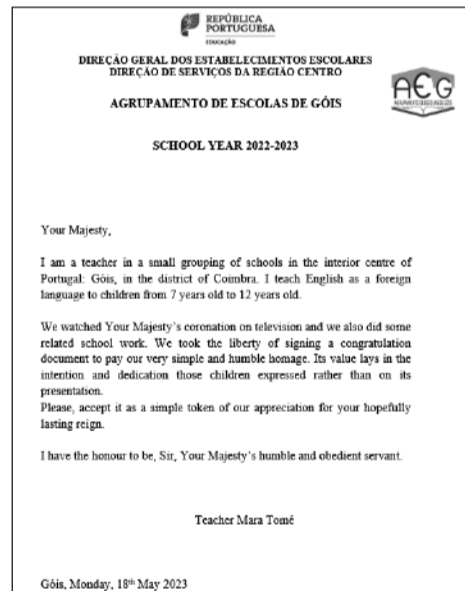 REPÚBLICA
PORTUGUESA
EDUCAÇÃO
DIREÇÃO GERAL DOS ESTABELECIMENTOS ESCOLARES
DIREÇÃO DE SERVIÇOS DA REGIÃO CENTRO
AEG
AGRUPAMENTO DE ESCOLAS DE GÓIS
SCHOOL YEAR 2022-2023
Your Majesty,
I am a teacher in a small grouping of schools in the interior centre of
Portugal: Góis, in the district of Coimbra. I teach English as a foreign
language to children from 7 years old to 12 years old.
We watched Your Majesty's coronation on television and we also did some
related school work. We took the liberty of signing a congratulation
document to pay our very simple and humble homage. Its value lays in the
intention and dedication those children expressed rather than on its
presentation.
Please, accept it as a simple token of our appreciation for your hopefully
lasting reign.
I have the honour to be, Sir, Your Majesty's humble and obedient servant.
Teacher Mara Tomé
Góis, Monday, 18th May 2023